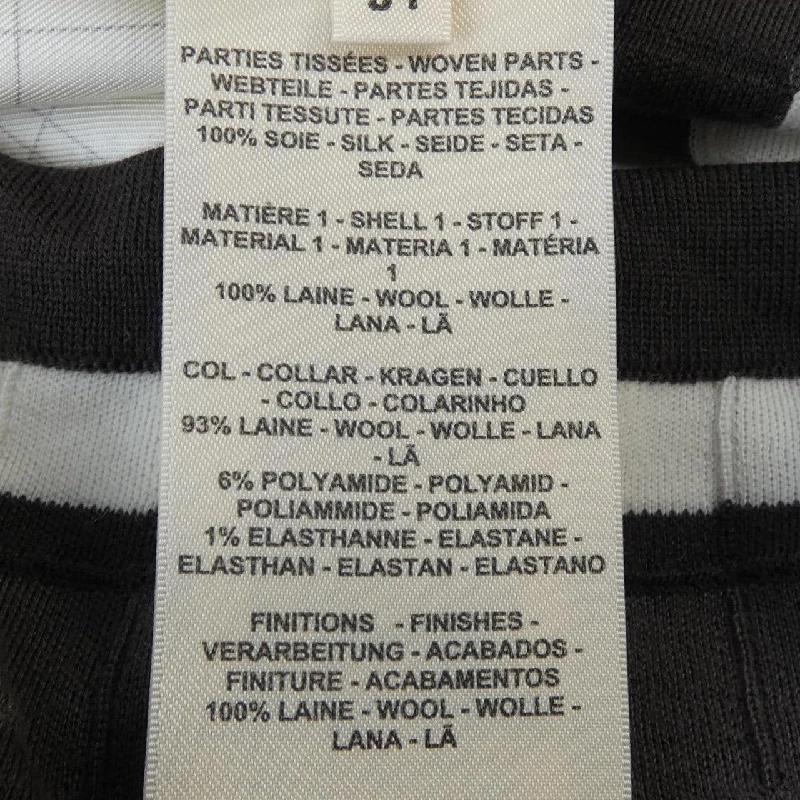 PARTIES TISSÉES - WOVEN PARTS -
WEBTEILE - PARTES TEJIDAS -
PARTI TESSUTE - PARTES TECIDAS
100% SOIE - SILK - SEIDE - SETA -
SEDA
MATIÈRE 1 - SHELL 1 - STOFF 1 -
MATERIAL 1 - MATERIA 1 - MATÉRIA
1
100% LAINE - WOOL - WOLLE -
LANA - LÃ
COL - COLLAR - KRAGEN - CUELLO
- COLLO - COLARINHO
93% LAINE - WOOL - WOLLE - LANA
- LÃ
6% POLYAMIDE - POLYAMID -
POLIAMMIDE - POLIAMIDA
1% ELASTHANNE - ELASTANE -
ELASTHAN - ELASTAN - ELASTANO
FINITIONS - FINISHES -
VERARBEITUNG - ACABADOS -
FINITURE - ACABAMENTOS
100% LAINE - WOOL - WOLLE -
LANA - LÃ